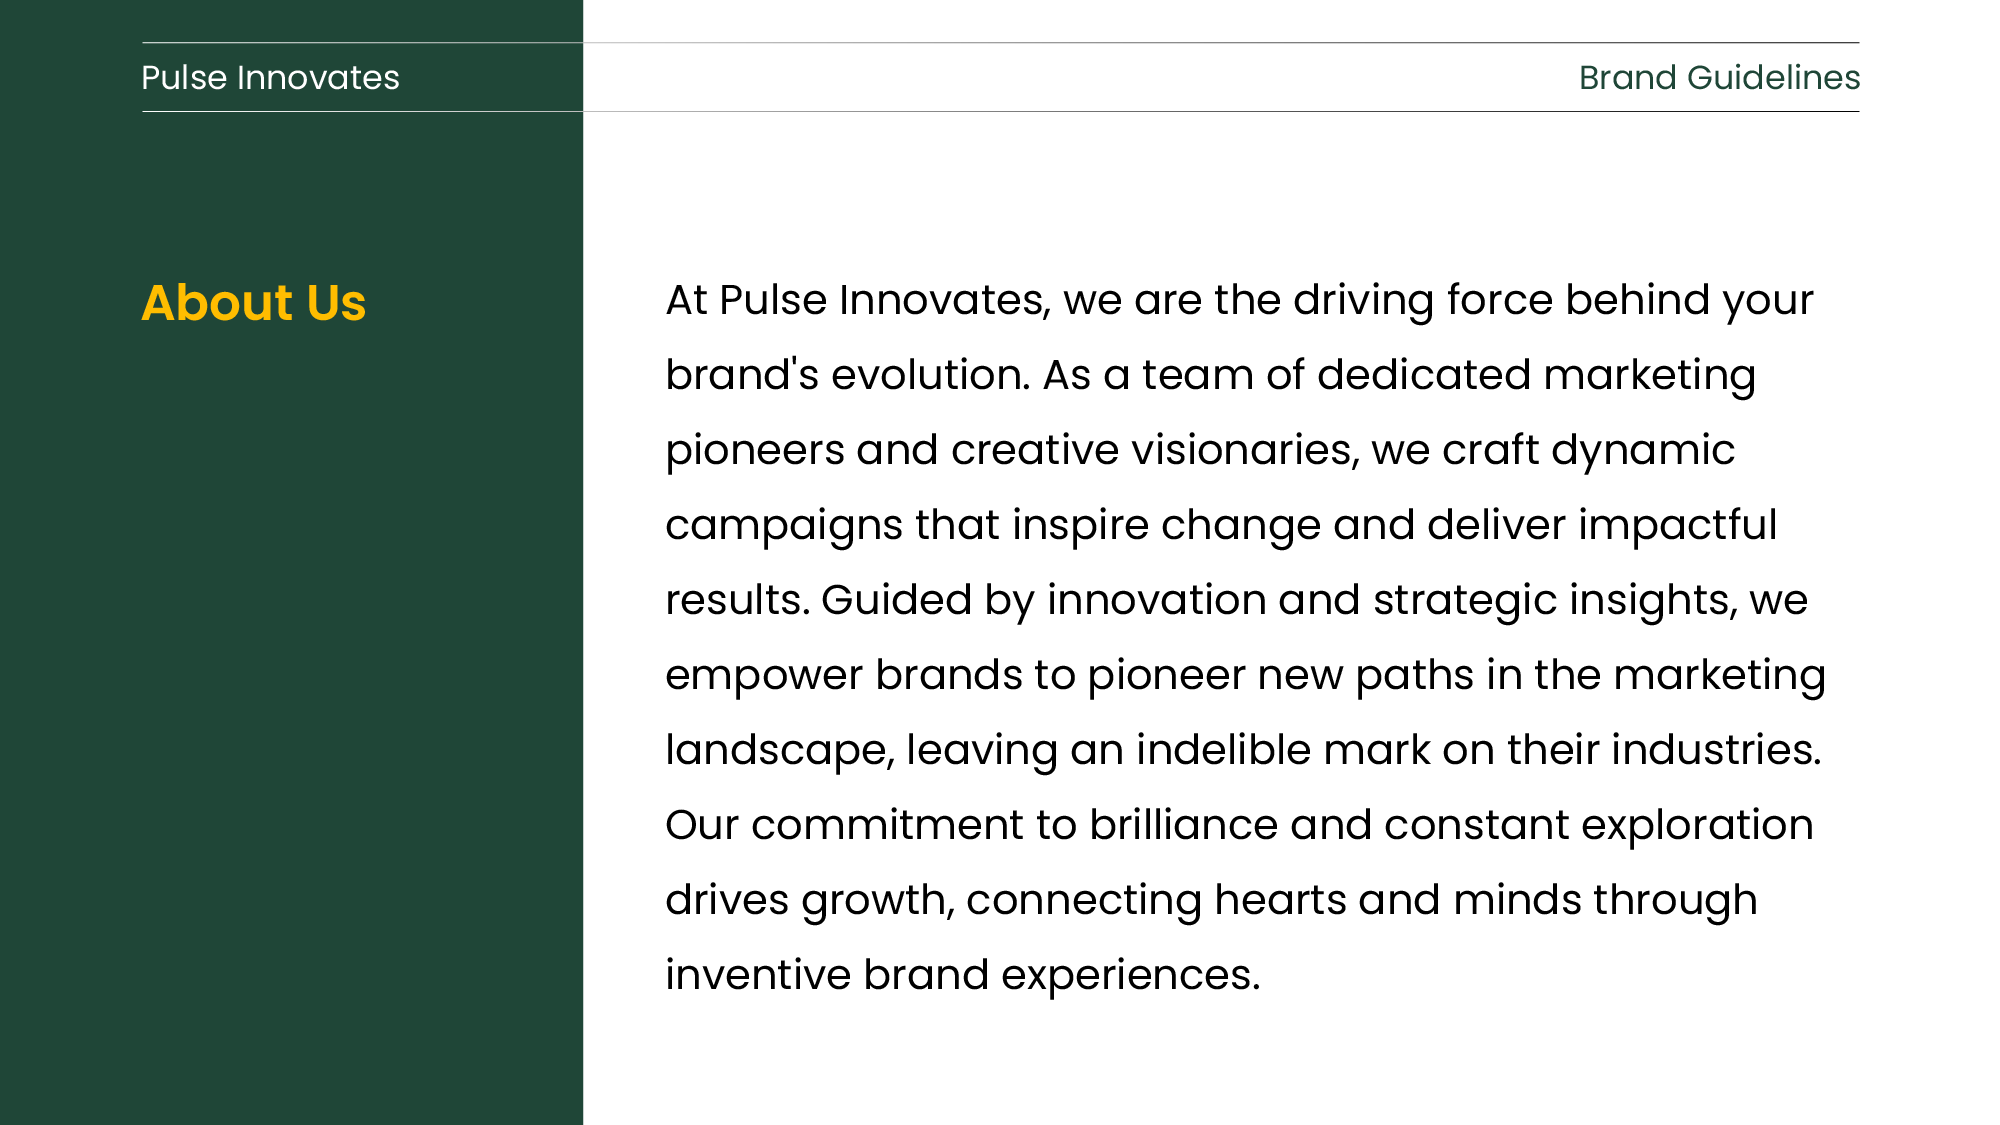 Pulse Innovates
Brand Guidelines
About Us
At Pulse Innovates, we are the driving force behind your
brand's evolution. As a team of dedicated marketing
pioneers and creative visionaries, we craft dynamic
campaigns that inspire change and deliver impactful
results. Guided by innovation and strategic insights, we
empower brands to pioneer new paths in the marketing
landscape, leaving an indelible mark on their industries.
Our commitment to brilliance and constant exploration
drives growth, connecting hearts and minds through
inventive brand experiences.